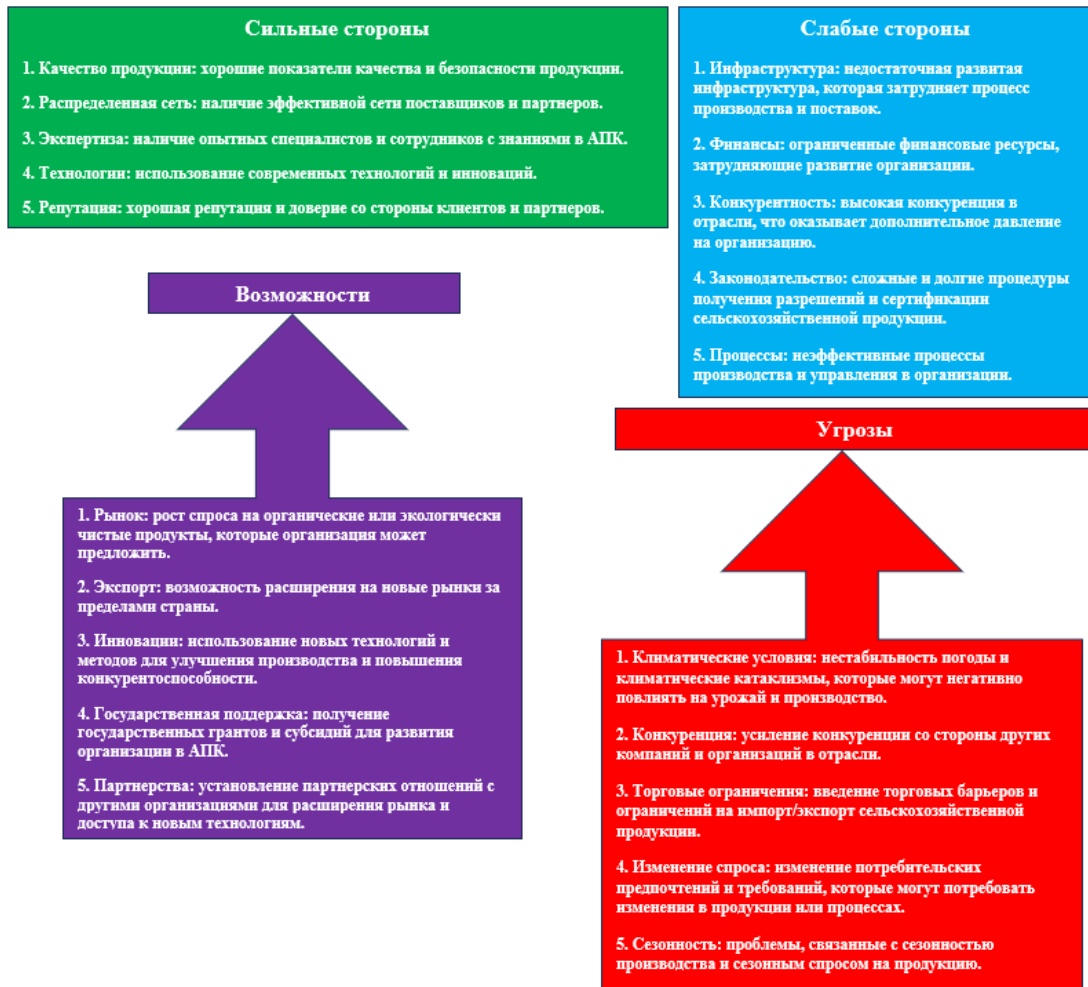 Сильные стороны
1. Качество продукции: хорошие показатели качества и безопасности продукции.
2. Распределенная сеть: наличие эффективной сети поставщиков и партнеров.
3. Экспертиза: наличие опытных специалистов и сотрудников с знаниями в АПК.
4. Технологии: использование современных технологий и инноваций.
5. Репутация: хорошая репутация и доверие со стороны клиентов и партнеров.
Слабые стороны
1. Инфраструктура: недостаточная развитая
инфраструктура, которая затрудняет процесс
производства и поставок.
2. Финансы: ограниченные финансовые ресурсы,
затрудняющие развитие организации.
3. Конкурентность: высокая конкуренция в
отрасли, что оказывает дополнительное давление
на организацию.
4. Законодательство: сложные и долгие процедуры
получения разрешений и сертификации
сельскохозяйственной продукции.
5. Процессы: неэффективные процессы
производства и управления в организации.
Возможности
1. Рынок: рост спроса на органические или экологически
чистые продукты, которые организация может
предложить.
2. Экспорт: возможность расширения на новые рынки за
пределами страны.
3. Инновации: использование новых технологий и
методов для улучшения производства и повышения
конкурентоспособности.
4. Государственная поддержка: получение
государственных грантов и субсидий для развития
организации в АПК.
5. Партнерства: установление партнерских отношений с
другими организациями для расширения рынка и
доступа к новым технологиям.
Угрозы
1. Климатические условия: нестабильность погоды и
климатические катаклизмы, которые могут негативно
повлиять на урожай и производство.
2. Конкуренция: усиление конкуренции со стороны других
компаний и организаций в отрасли.
3. Торговые ограничения: введение торговых барьеров и
ограничений на импорт/экспорт сельскохозяйственной
продукции.
4. Изменение спроса: изменение потребительских
предпочтений и требований, которые могут потребовать
изменения в продукции или процессах.
5. Сезонность: проблемы, связанные с сезонностью
производства и сезонным спросом на продукцию.